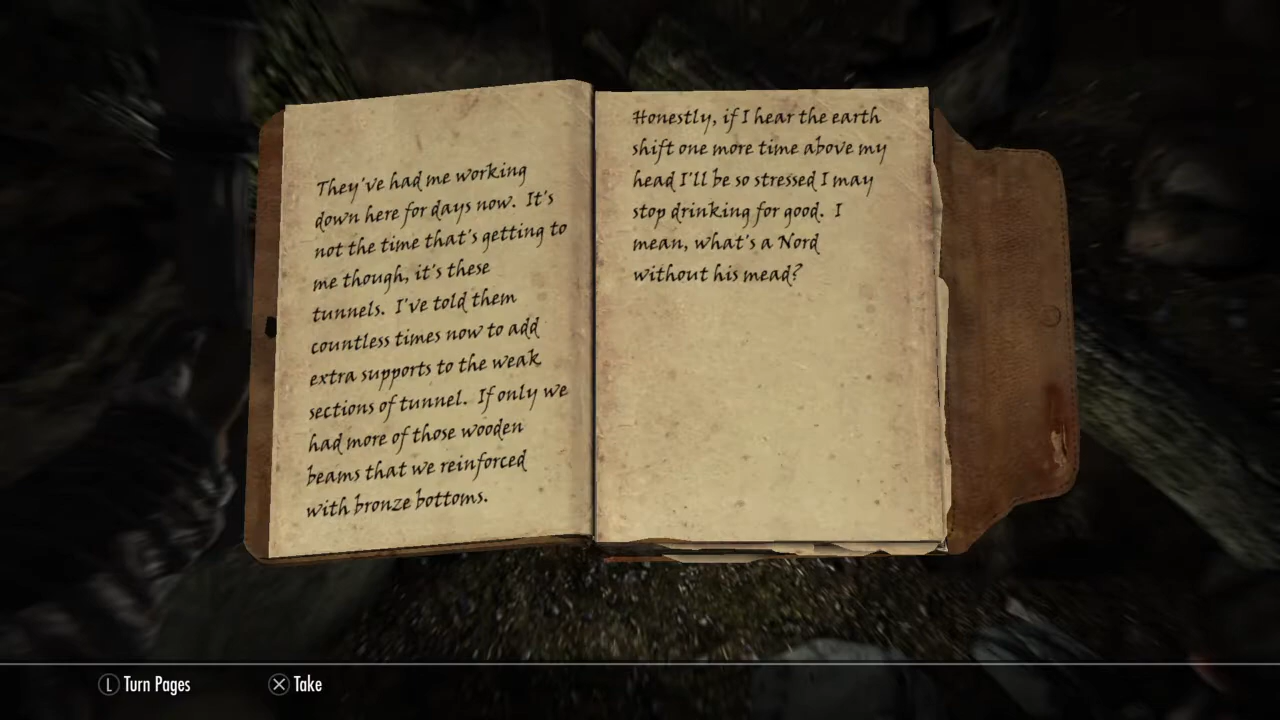 They've had me working
down here for days now. It's
not the time that's getting to
me though, it's these
tunnels. I've told them
countless times now to add
extra supports to the weak
sections of tunnel. If only we
had more of those wooden
beams that we reinforced
with bronze bottoms.
Honestly, if I hear the earth
shift one more time above my
head I'll be so stressed I may
stop drinking for good. I
mean, what's a Nord
without his mead?
L Turn Pages
X Take